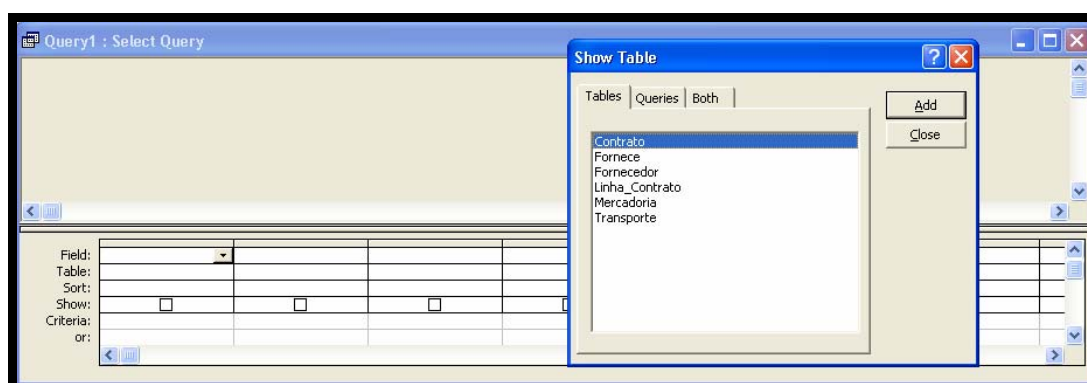 Query1 : Select Query
Show Table
Tables Queries Both
Add
Close
Contrato
Fornece
Fornecedor
Linha_Contrato
Mercadoria
Transporte
Field:
Table:
Sort:
Show:
Criteria:
or: